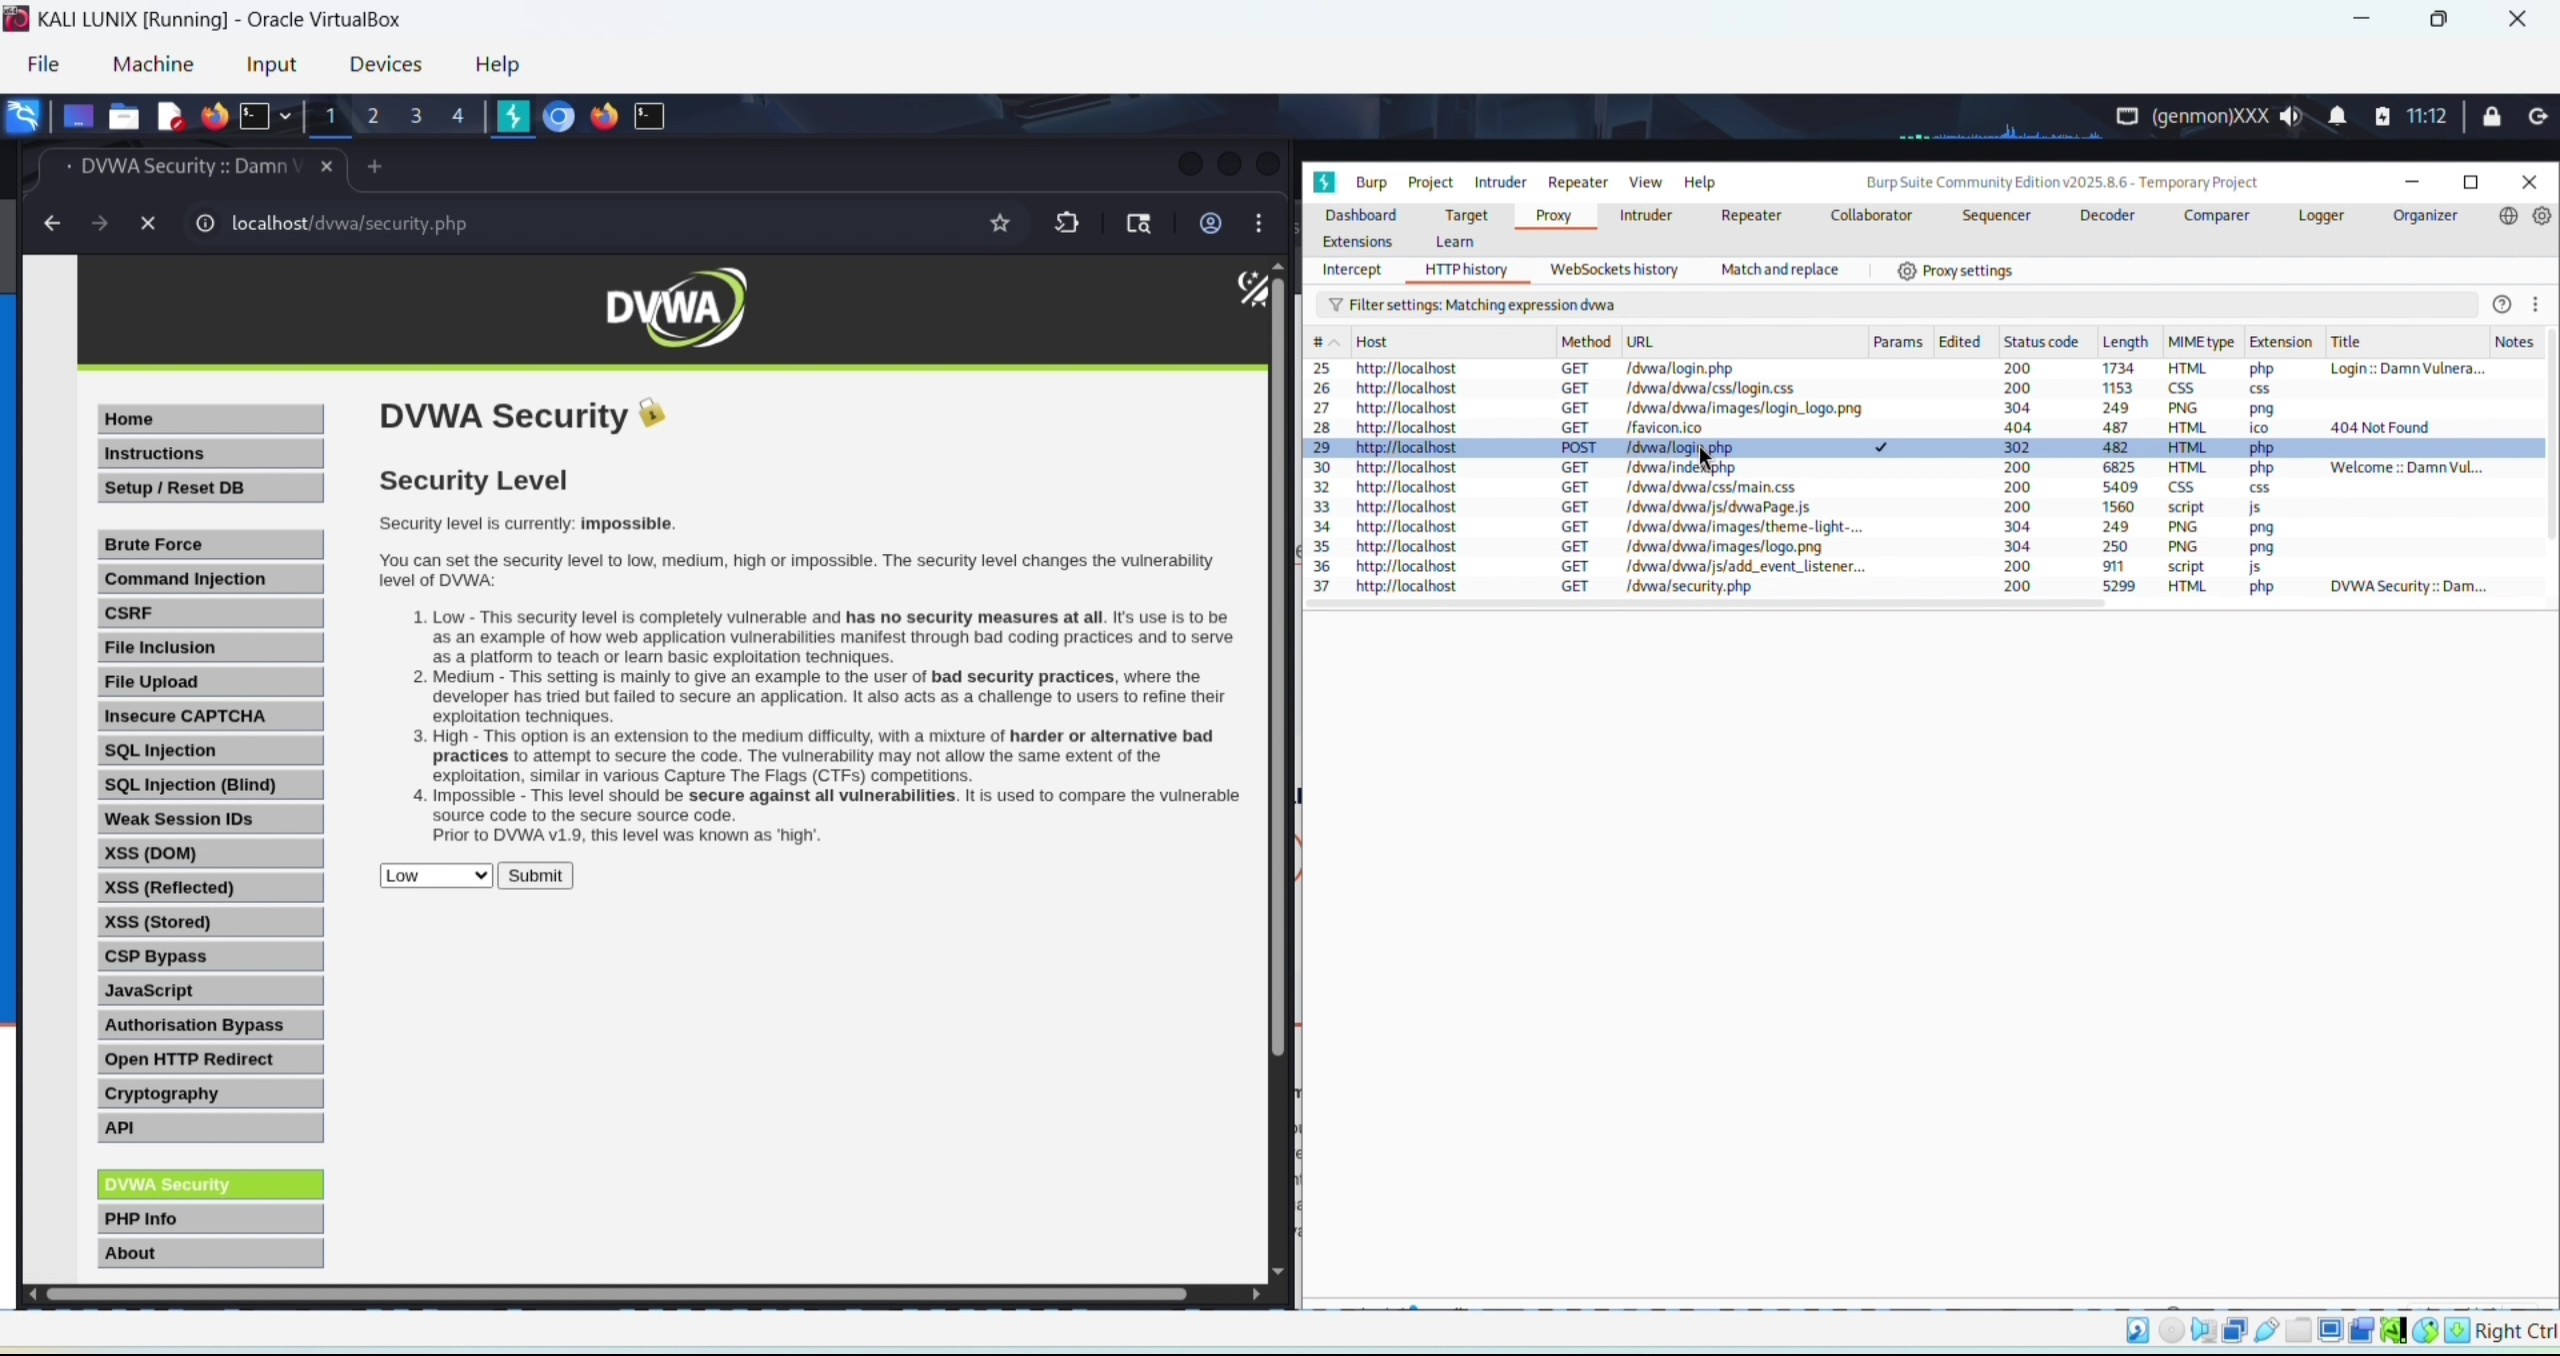 KALI LUNIX [Running] - Oracle VirtualBox
File Machine Input Devices Help
1 2 3 4 (genmon)XXX 11:12
DVWA Security :: Damn V
localhost/dvwa/security.php
DVWA
Home
Instructions
Setup / Reset DB
Brute Force
Command Injection
CSRF
File Inclusion
File Upload
Insecure CAPTCHA
SQL Injection
SQL Injection (Blind)
Weak Session IDs
XSS (DOM)
XSS (Reflected)
XSS (Stored)
CSP Bypass
JavaScript
Authorisation Bypass
Open HTTP Redirect
Cryptography
API
DVWA Security
PHP Info
About
DVWA Security
Security Level
Security level is currently: impossible.
You can set the security level to low, medium, high or impossible. The security level changes the vulnerability
level of DVWA:
1. Low - This security level is completely vulnerable and has no security measures at all. It's use is to be
as an example of how web application vulnerabilities manifest through bad coding practices and to serve
as a platform to teach or learn basic exploitation techniques.
2. Medium - This setting is mainly to give an example to the user of bad security practices, where the
developer has tried but failed to secure an application. It also acts as a challenge to users to refine their
exploitation techniques.
3. High - This option is an extension to the medium difficulty, with a mixture of harder or alternative bad
practices to attempt to secure the code. The vulnerability may not allow the same extent of the
exploitation, similar in various Capture The Flags (CTFs) competitions.
4. Impossible - This level should be secure against all vulnerabilities. It is used to compare the vulnerable
source code to the secure source code.
Prior to DVWA v1.9, this level was known as 'high'.
Low Submit
Burp Project Intruder Repeater View Help Burp Suite Community Edition v2025.8.6 - Temporary Project
Dashboard Target Proxy Intruder Repeater Collaborator Sequencer Decoder Comparer Logger Organizer
Extensions Learn
Intercept HTTP history WebSockets history Match and replace Proxy settings
Filter settings: Matching expression dvwa
# Host Method URL Params Edited Status code Length MIME type Extension Title Notes
25 http://localhost GET /dvwa/login.php 200 1734 HTML php Login :: Damn Vulnera...
26 http://localhost GET /dvwa/dvwa/css/login.css 200 1153 CSS css
27 http://localhost GET /dvwa/dvwa/images/login_logo.png 304 249 PNG png
28 http://localhost GET /favicon.ico 404 487 HTML ico 404 Not Found
29 http://localhost POST /dvwa/login.php ✓ 302 482 HTML php
30 http://localhost GET /dvwa/index.php 200 6825 HTML php Welcome :: Damn Vul...
32 http://localhost GET /dvwa/dvwa/css/main.css 200 5409 CSS css
33 http://localhost GET /dvwa/dvwa/js/dvwaPage.js 200 1560 script js
34 http://localhost GET /dvwa/dvwa/images/theme-light-... 304 249 PNG png
35 http://localhost GET /dvwa/dvwa/images/logo.png 304 250 PNG png
36 http://localhost GET /dvwa/dvwa/js/add_event_listener... 200 911 script js
37 http://localhost GET /dvwa/security.php 200 5299 HTML php DVWA Security :: Dam...
Right Ctrl